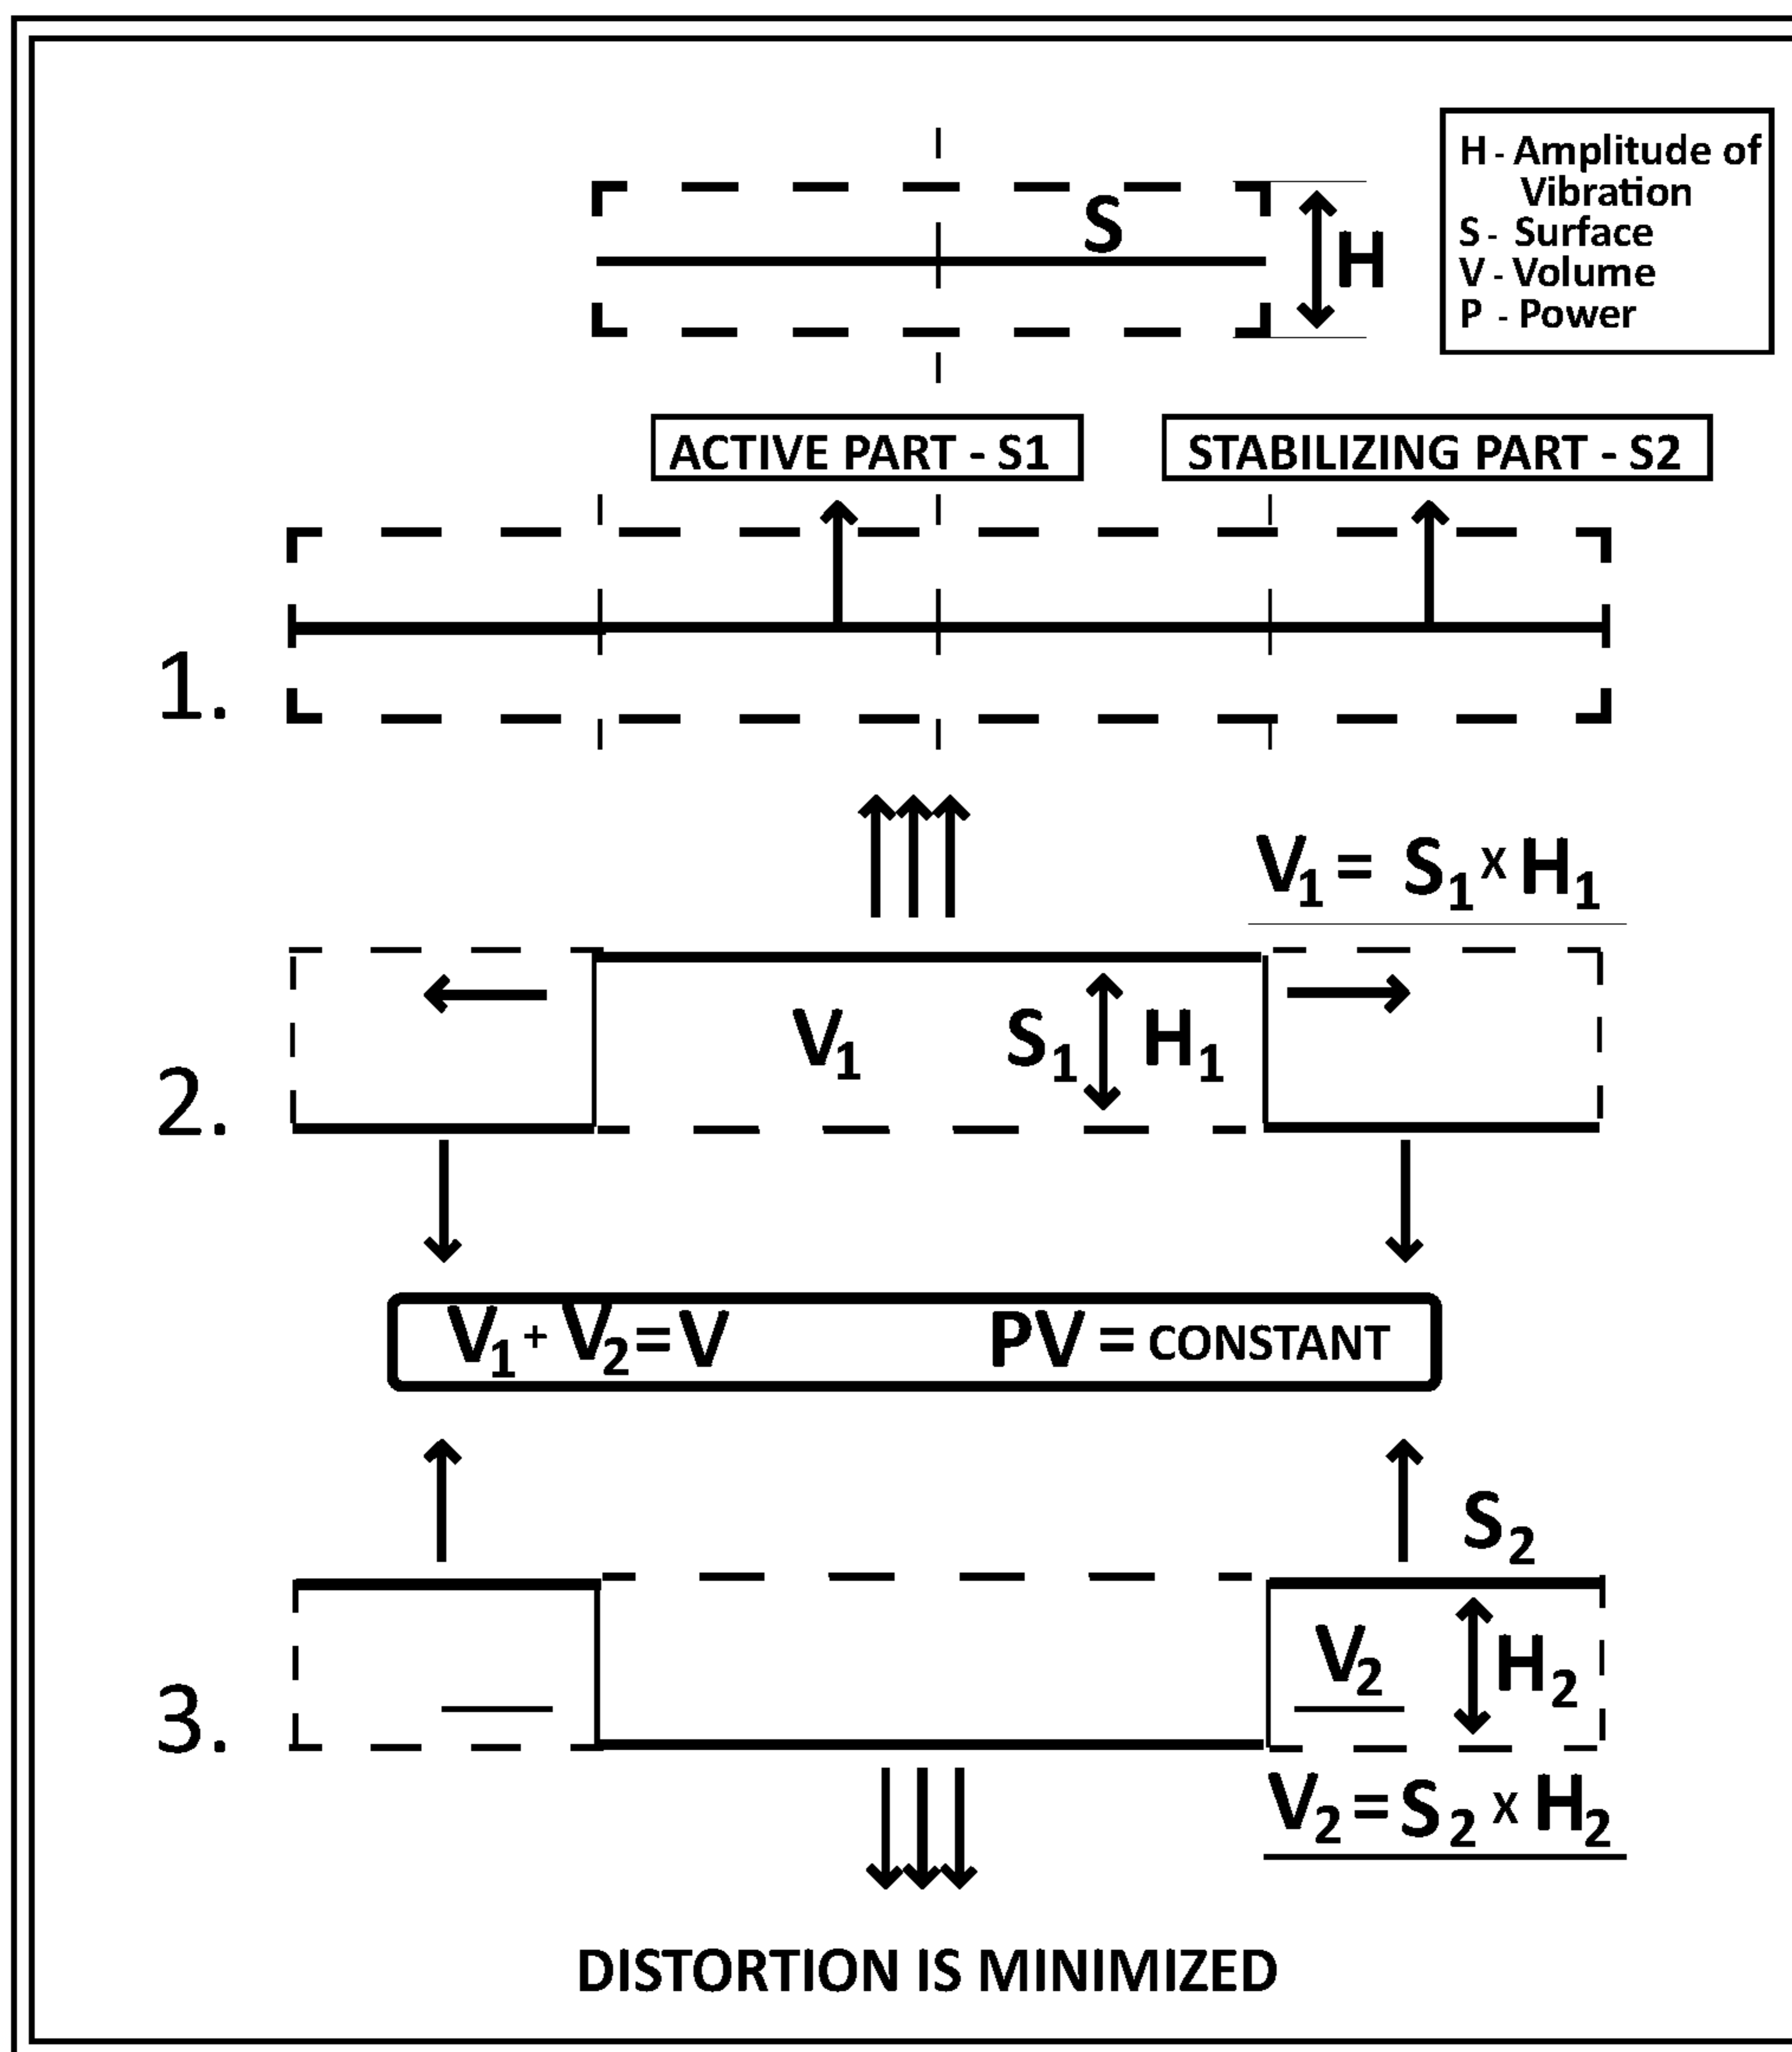 H - Amplitude of
Vibration
S - Surface
V - Volume
P - Power
S
H
ACTIVE PART - S1
STABILIZING PART - S2
1.
V₁ = S₁ x H₁
V₁
S₁
H₁
2.
V₁ + V₂ = V
PV = CONSTANT
S₂
V₂
H₂
3.
V₂ = S₂ x H₂
DISTORTION IS MINIMIZED